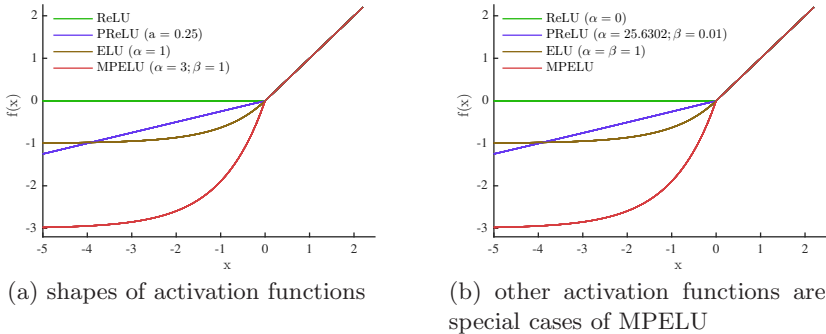 2
1
0
-1
-2
-3
f(x)
ReLU
PReLU (a = 0.25)
ELU (α = 1)
MPELU (α = 3; β = 1)
-5 -4 -3 -2 -1 0 1 2
x
(a) shapes of activation functions
2
1
0
-1
-2
-3
f(x)
ReLU (α = 0)
PReLU (α = 25.6302; β = 0.01)
ELU (α = β = 1)
MPELU
-5 -4 -3 -2 -1 0 1 2
x
(b) other activation functions are
special cases of MPELU